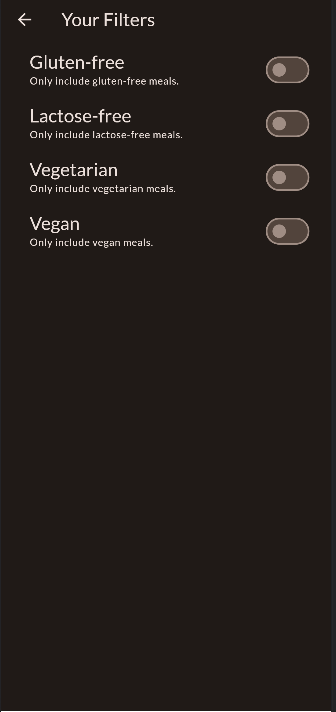 Your Filters
Gluten-free
Only include gluten-free meals.
Lactose-free
Only include lactose-free meals.
Vegetarian
Only include vegetarian meals.
Vegan
Only include vegan meals.